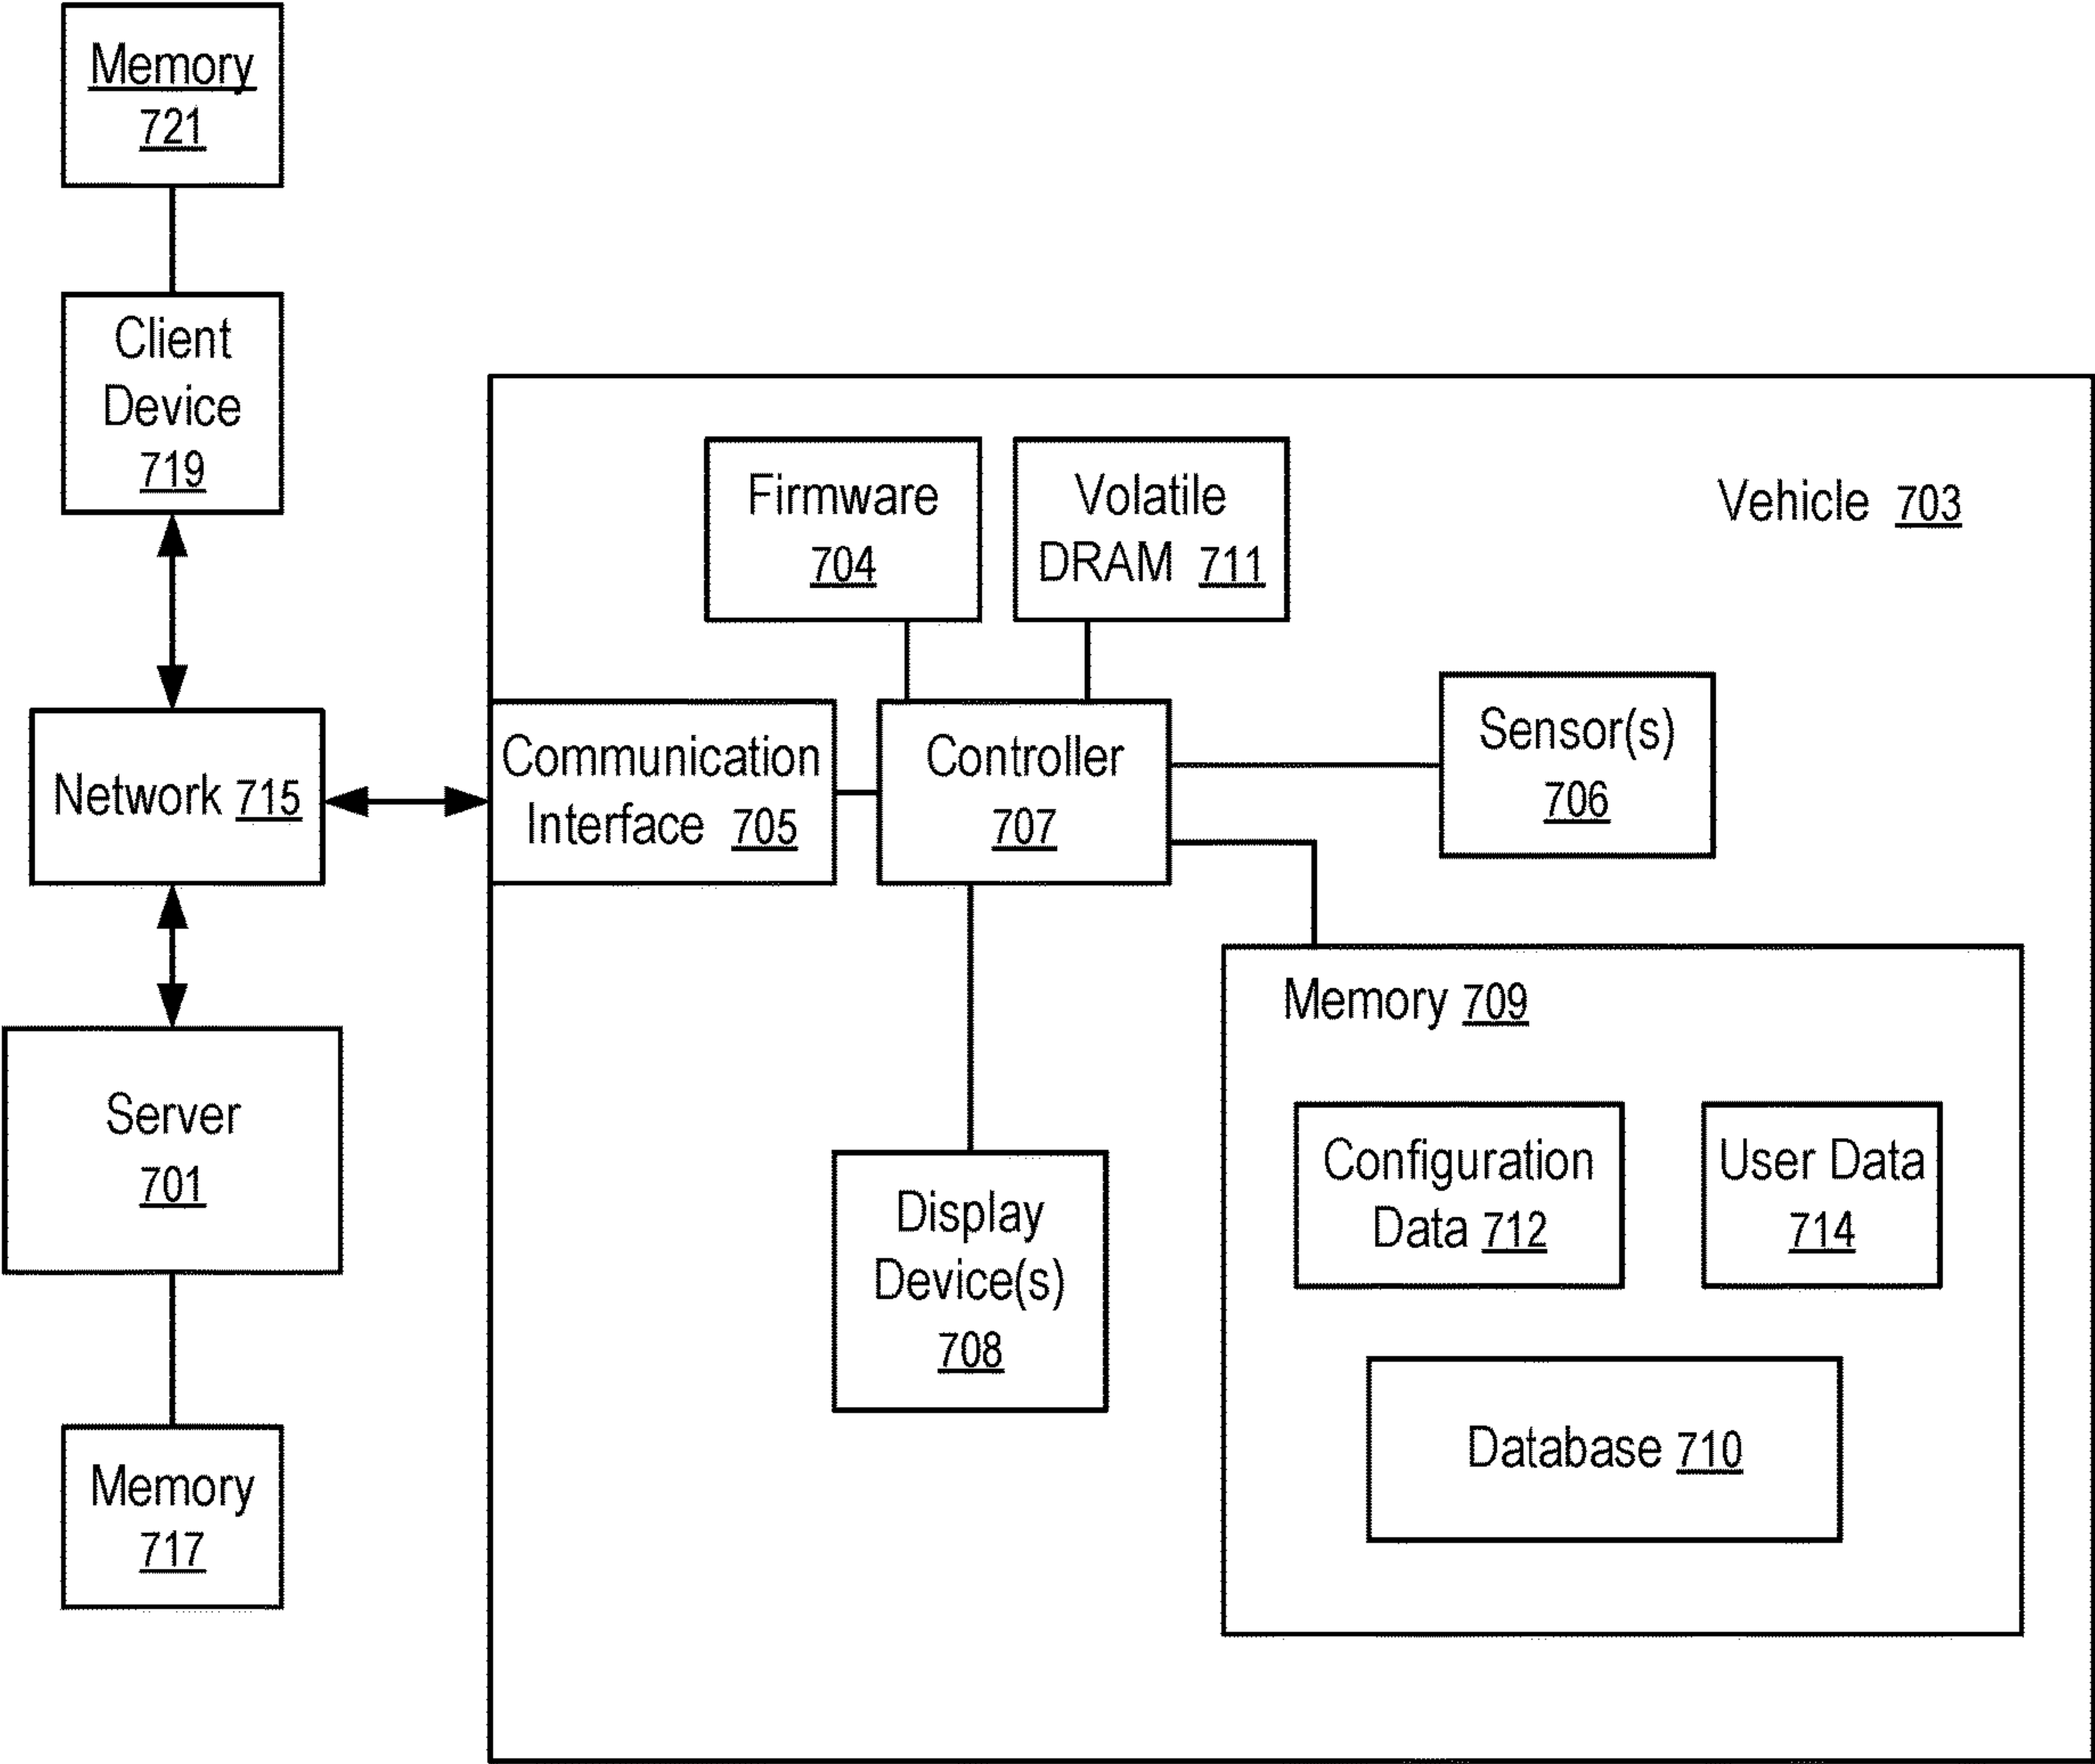 Memory
721
Client
Device
719
Network 715
Server
701
Memory
717
Vehicle 703
Firmware
704
Volatile
DRAM 711
Communication
Interface 705
Controller
707
Sensor(s)
706
Display
Device(s)
708
Memory 709
Configuration
Data 712
User Data
714
Database 710